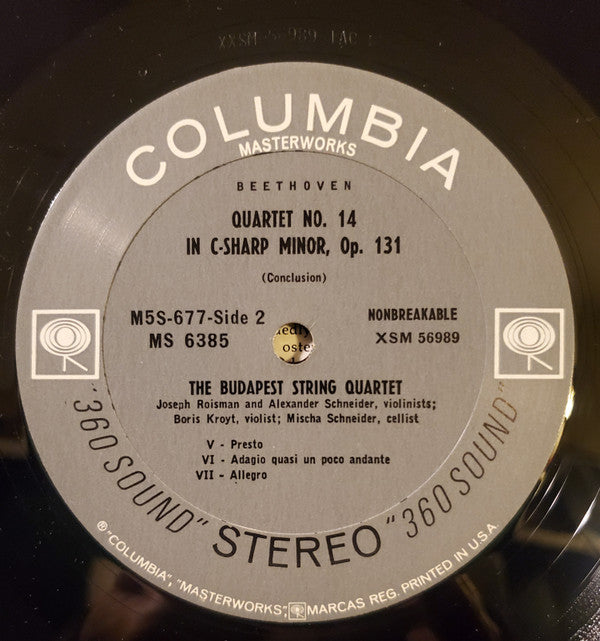 XXSM 56989 1AC
COLUMBIA
MASTERWORKS
BEETHOVEN
QUARTET NO. 14
IN C-SHARP MINOR, Op. 131
(Conclusion)
M5S-677-Side 2
MS 6385
NONBREAKABLE
XSM 56989
oste
THE BUDAPEST STRING QUARTET
Joseph Roisman and Alexander Schneider, violinists;
Boris Kroyt, violist; Mischa Schneider, cellist
V - Presto
VI - Adagio quasi un poco andante
VII - Allegro
"360 SOUND" STEREO "360 SOUND"
® "COLUMBIA", "MASTERWORKS", MARCAS REG. PRINTED IN U.S.A.